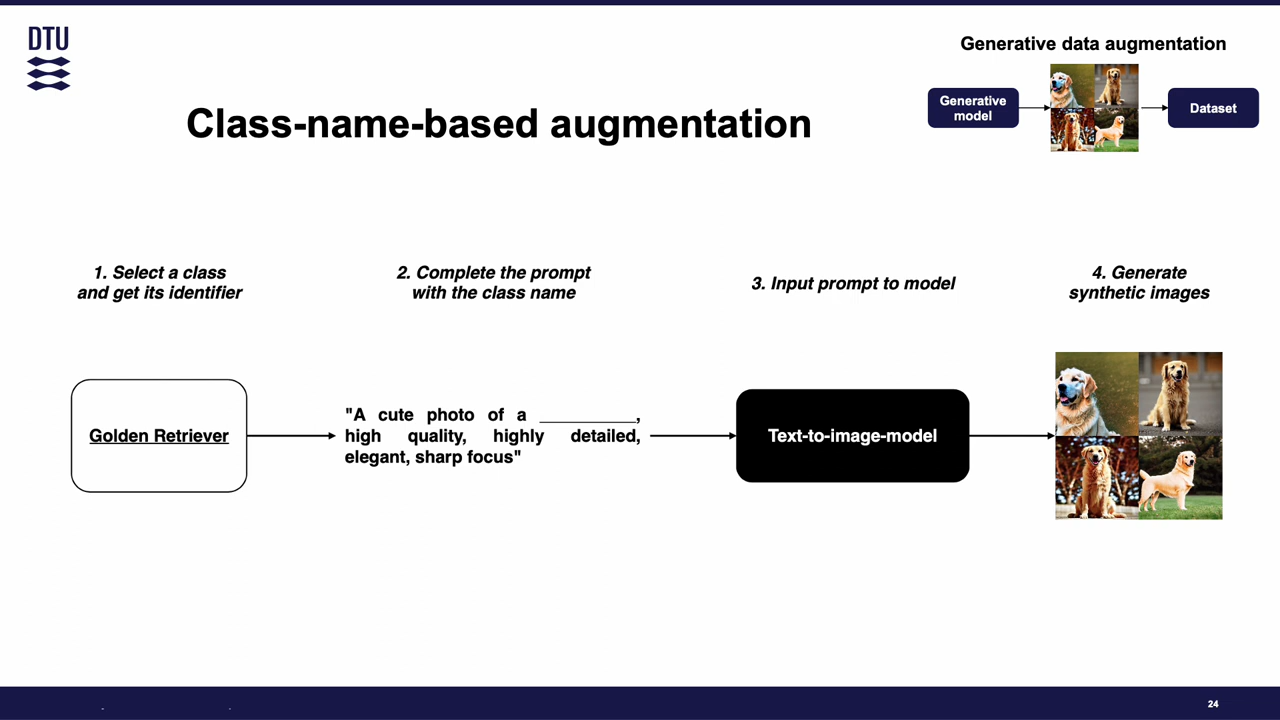 DTU
Generative data augmentation
Generative
model
Dataset
Class-name-based augmentation
1. Select a class
and get its identifier
2. Complete the prompt
with the class name
3. Input prompt to model
4. Generate
synthetic images
Golden Retriever
"A cute photo of a __________,
high quality, highly detailed,
elegant, sharp focus"
Text-to-image-model
24